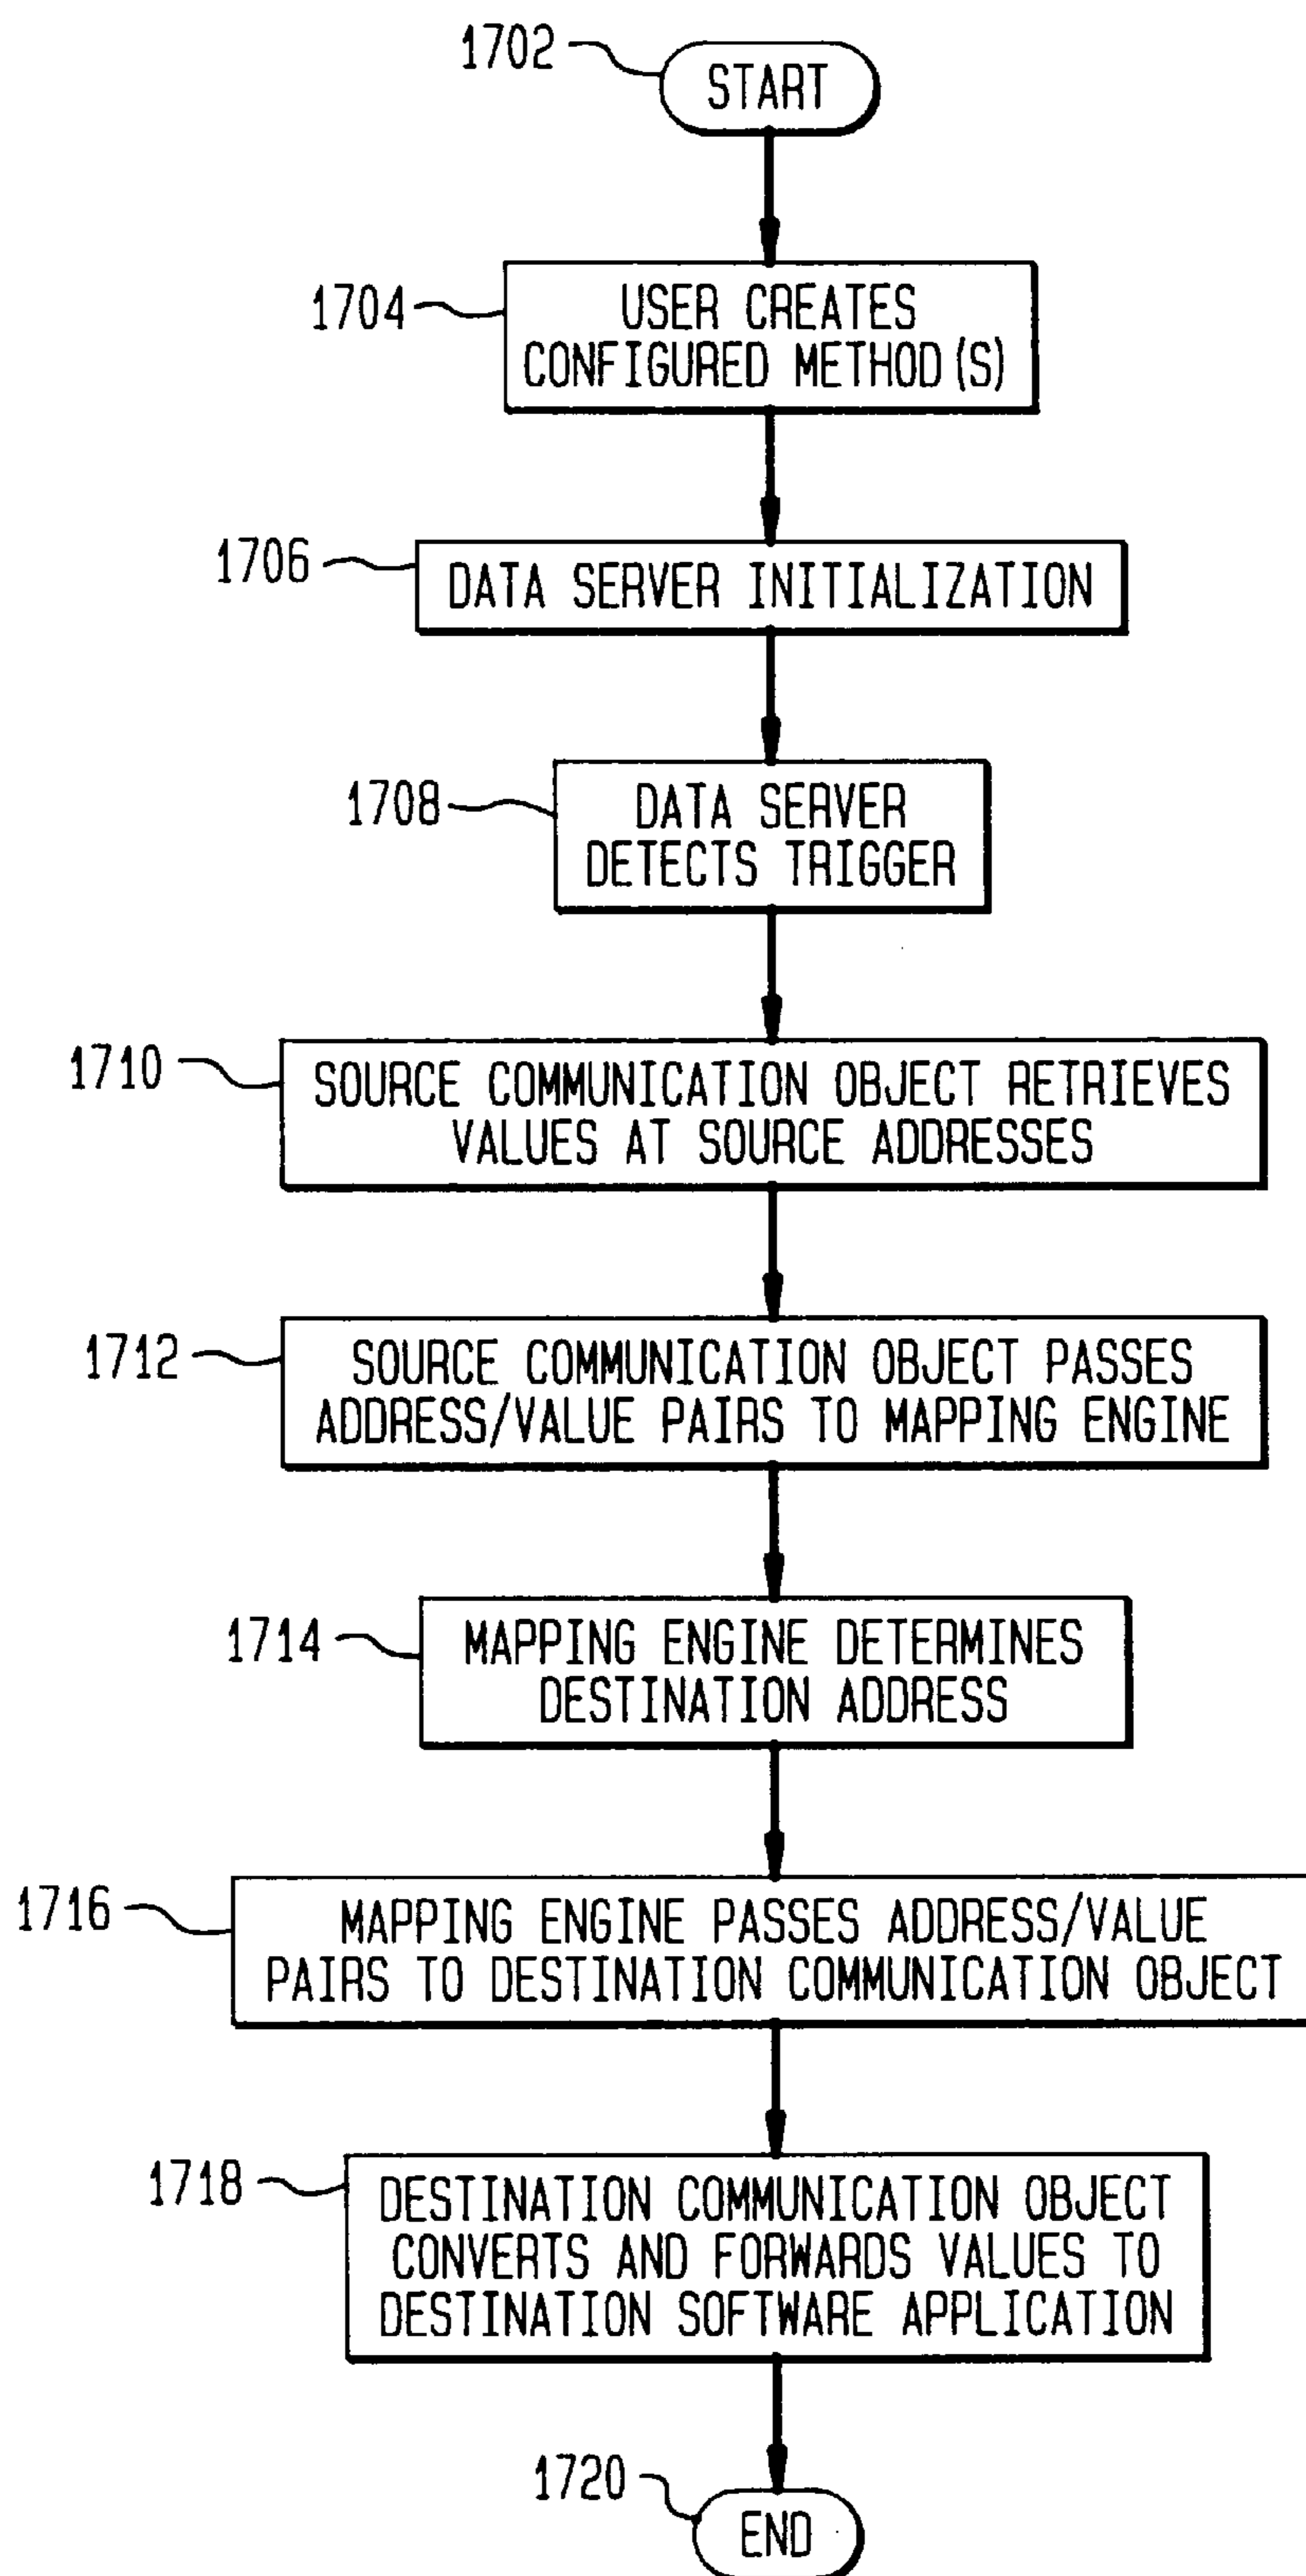 1702
START
1704
USER CREATES
CONFIGURED METHOD(S)
1706
DATA SERVER INITIALIZATION
1708
DATA SERVER
DETECTS TRIGGER
1710
SOURCE COMMUNICATION OBJECT RETRIEVES
VALUES AT SOURCE ADDRESSES
1712
SOURCE COMMUNICATION OBJECT PASSES
ADDRESS/VALUE PAIRS TO MAPPING ENGINE
1714
MAPPING ENGINE DETERMINES
DESTINATION ADDRESS
1716
MAPPING ENGINE PASSES ADDRESS/VALUE
PAIRS TO DESTINATION COMMUNICATION OBJECT
1718
DESTINATION COMMUNICATION OBJECT
CONVERTS AND FORWARDS VALUES TO
DESTINATION SOFTWARE APPLICATION
1720
END